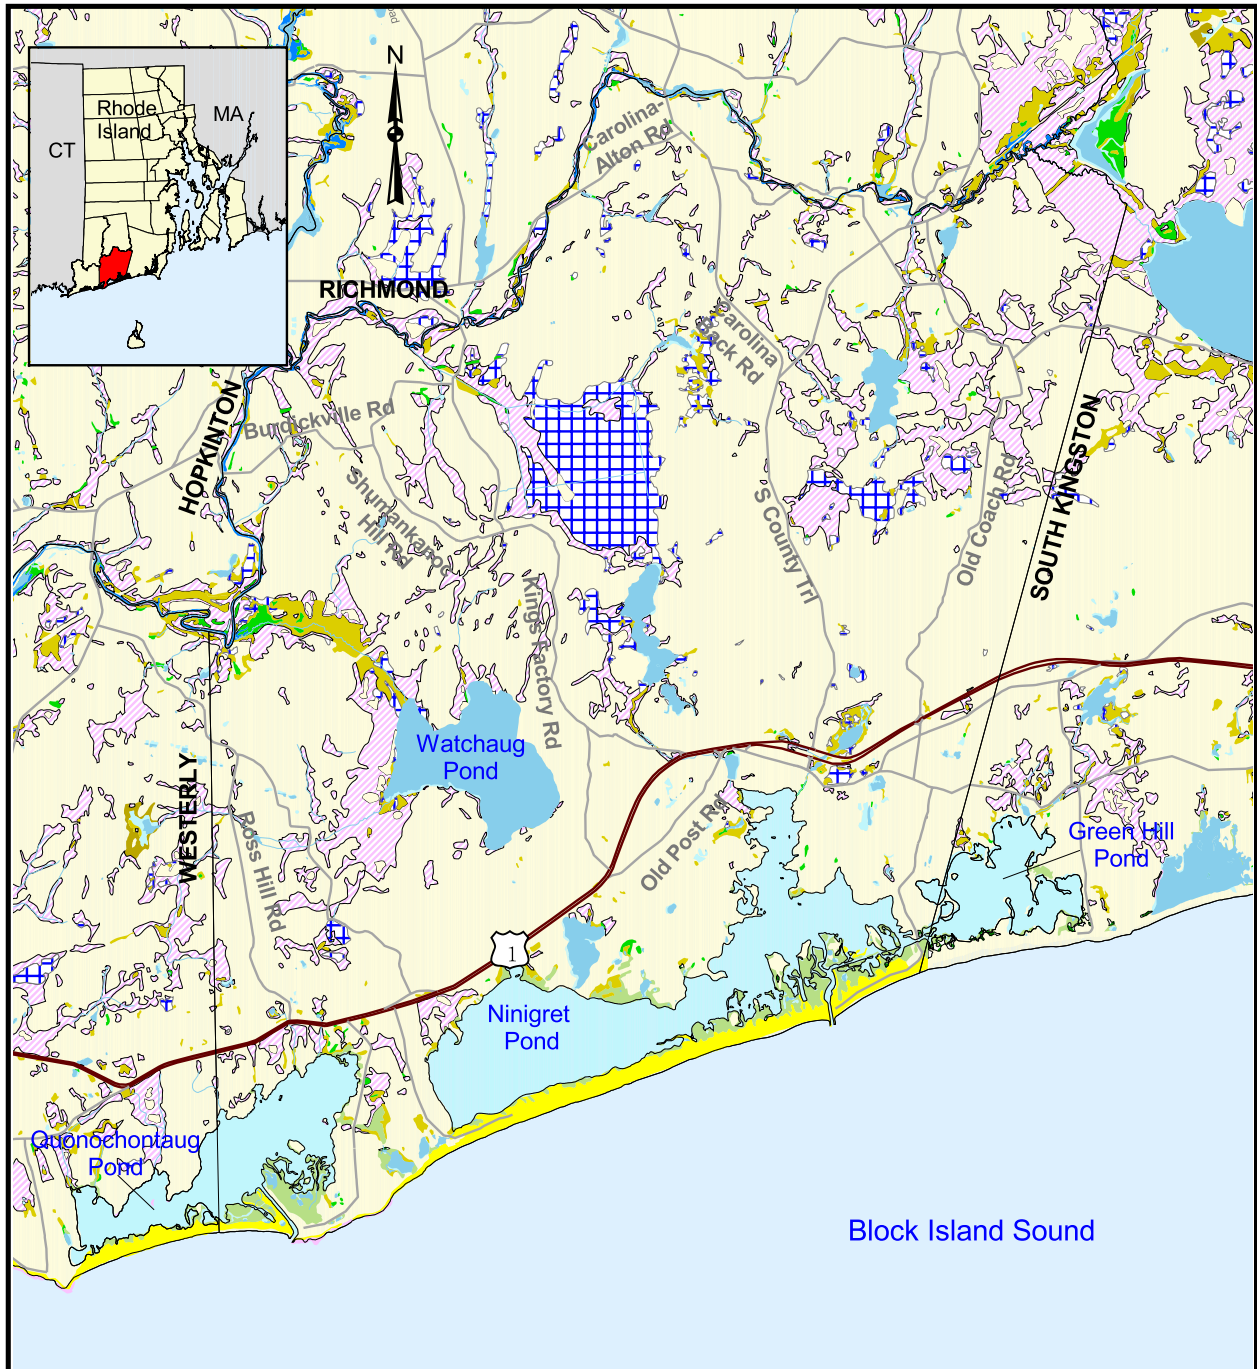 N
Rhode
Island
MA
CT
Carolina-
Alton Rd
RICHMOND
Carolina
Back Rd
HOPKINTON
Burdickville Rd
Shumankanoc
Hill Rd
S County Trl
Old Coach Rd
SOUTH KINGSTON
Kings Factory Rd
Watchaug
Pond
WESTERLY
Ross Hill Rd
Old Post Rd
Green Hill
Pond
1
Ninigret
Pond
Quonochontaug
Pond
Block Island Sound